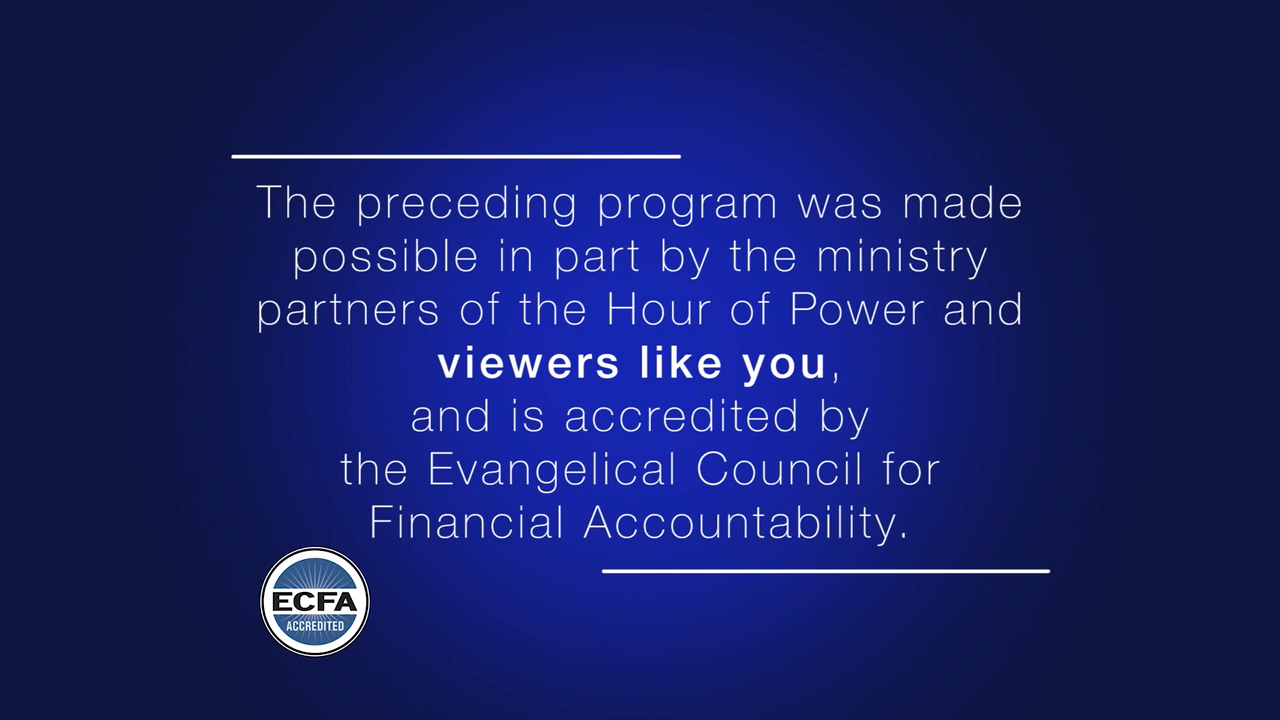 The preceding program was made
possible in part by the ministry
partners of the Hour of Power and
viewers like you,
and is accredited by
the Evangelical Council for
Financial Accountability.
ECFA
ACCREDITED